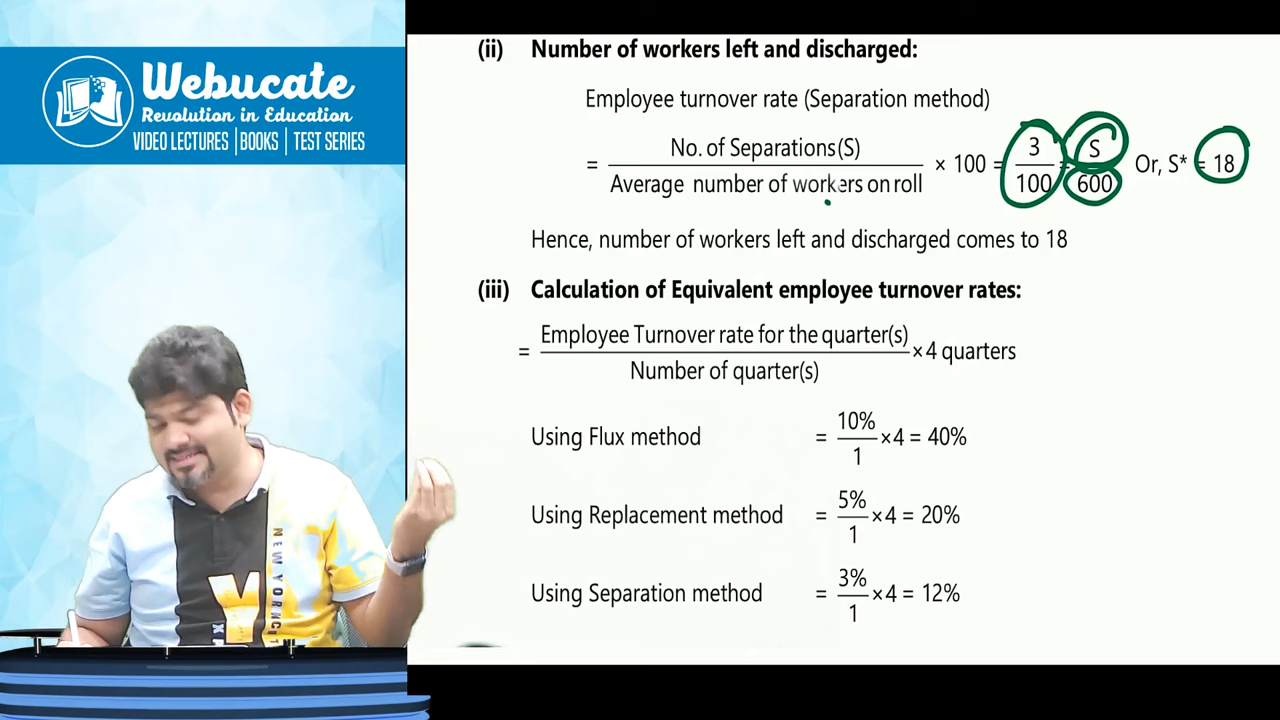 Webucate
Revolution in Education
VIDEO LECTURES | BOOKS | TEST SERIES
(ii) Number of workers left and discharged:
Employee turnover rate (Separation method)
= No. of Separations(S) / Average number of workers on roll × 100 = 3/100 = S/600 Or, S* = 18
Hence, number of workers left and discharged comes to 18
(iii) Calculation of Equivalent employee turnover rates:
= Employee Turnover rate for the quarter(s) / Number of quarter(s) ×4 quarters
Using Flux method = 10%/1 ×4 = 40%
Using Replacement method = 5%/1 ×4 = 20%
Using Separation method = 3%/1 ×4 = 12%